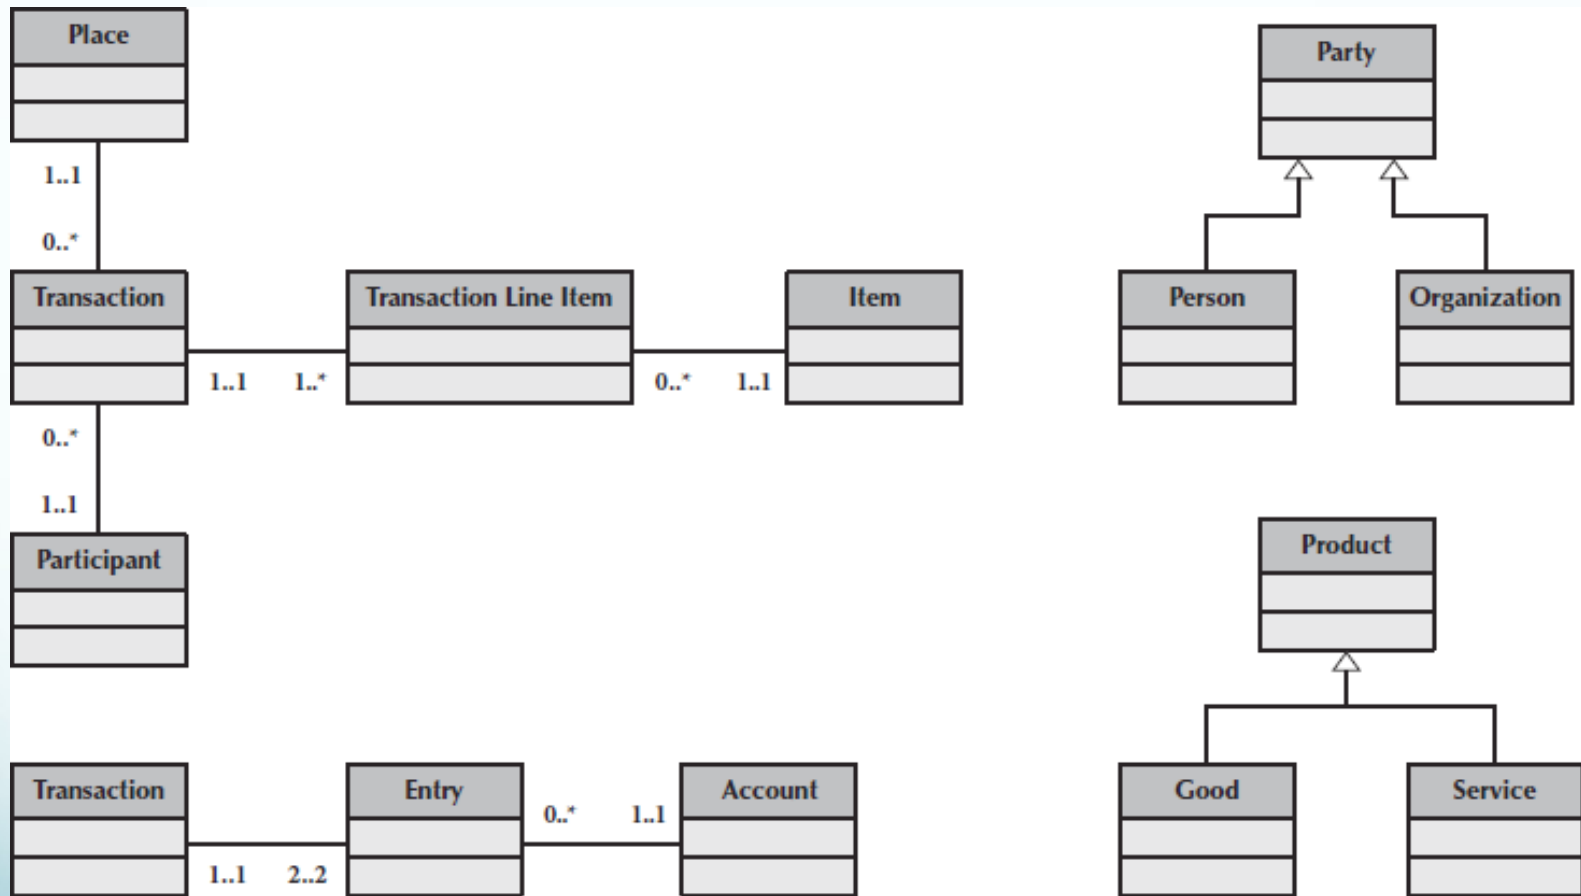 Place
Party
1..1
0..*
Transaction
Transaction Line Item
Item
Person
Organization
1..1
1..*
0..*
1..1
0..*
1..1
Participant
Product
Transaction
Entry
Account
Good
Service
0..*
1..1
1..1
2..2